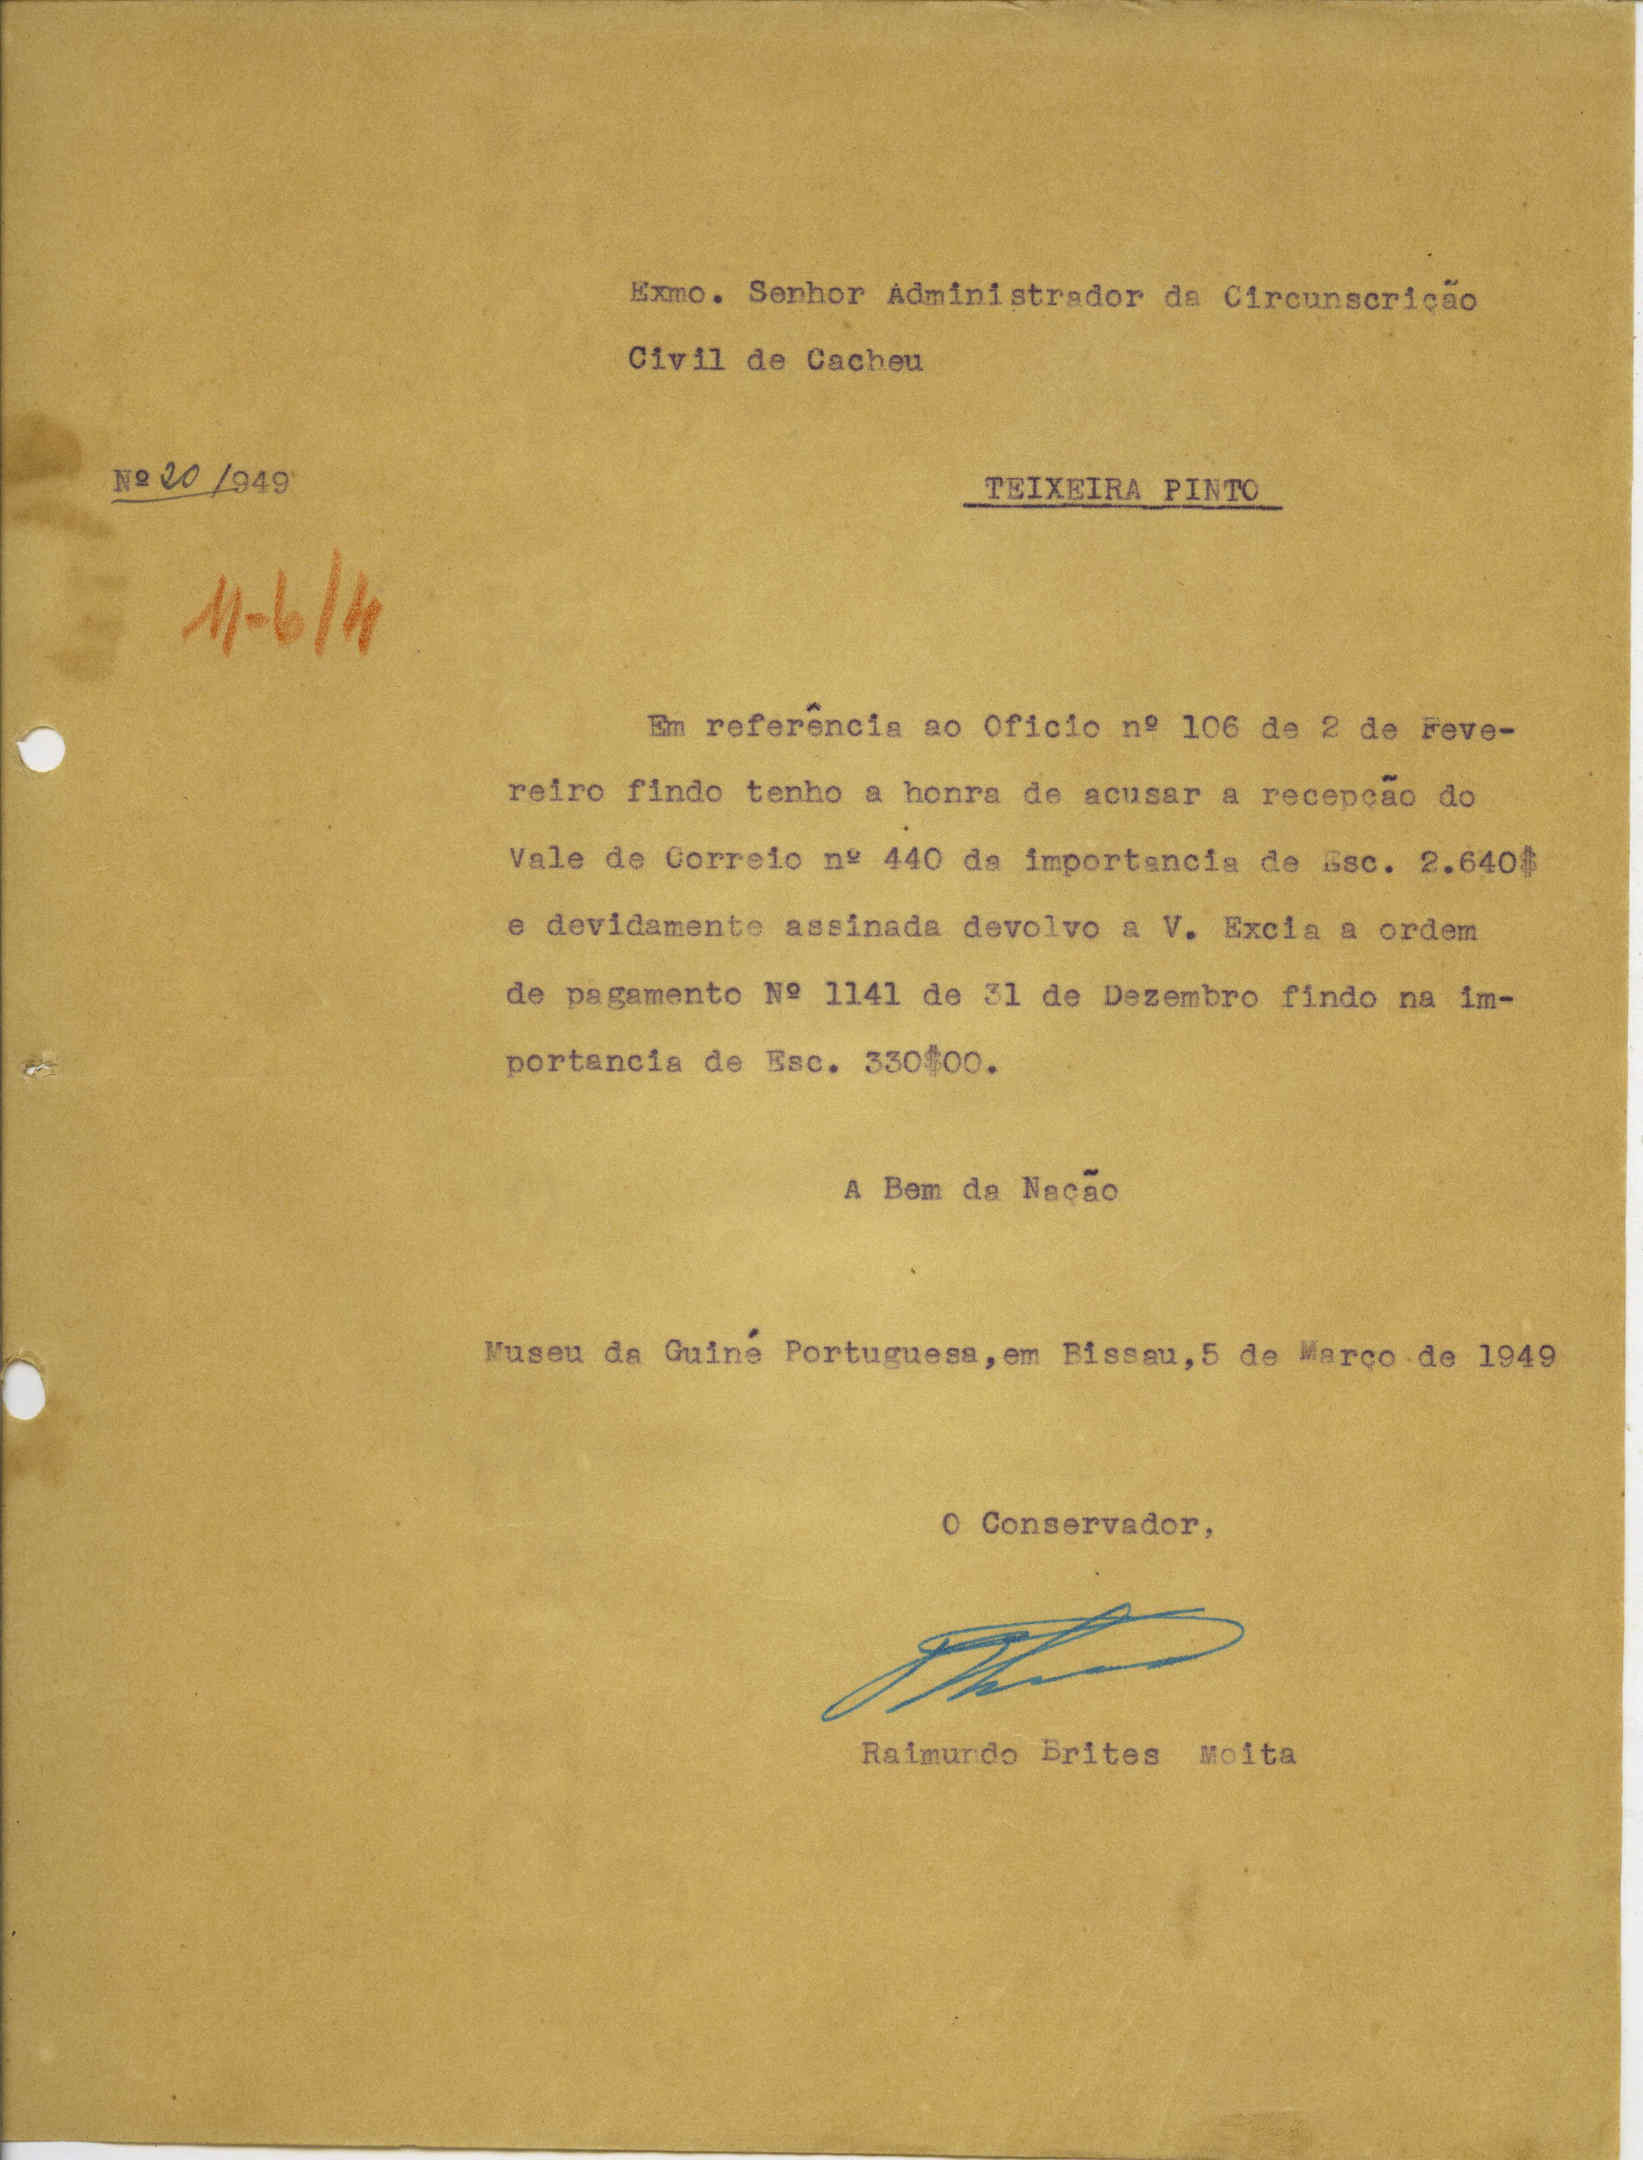 Exmo. Senhor Administrador da Circunscrição
Civil de Cacheu
Nº 20/949
TEIXEIRA PINTO
11-6/4
Em referência ao Oficio nº 106 de 2 de Feve-
reiro findo tenho a honra de acusar a recepção do
Vale de Correio nº 440 da importancia de Esc. 2.640$
e devidamente assinada devolvo a V. Excia a ordem
de pagamento Nº 1141 de 31 de Dezembro findo na im-
portancia de Esc. 330$00.
A Bem da Nação
Museu da Guiné Portuguesa,em Bissau,5 de Março de 1949
O Conservador,
Raimundo Brites Moita